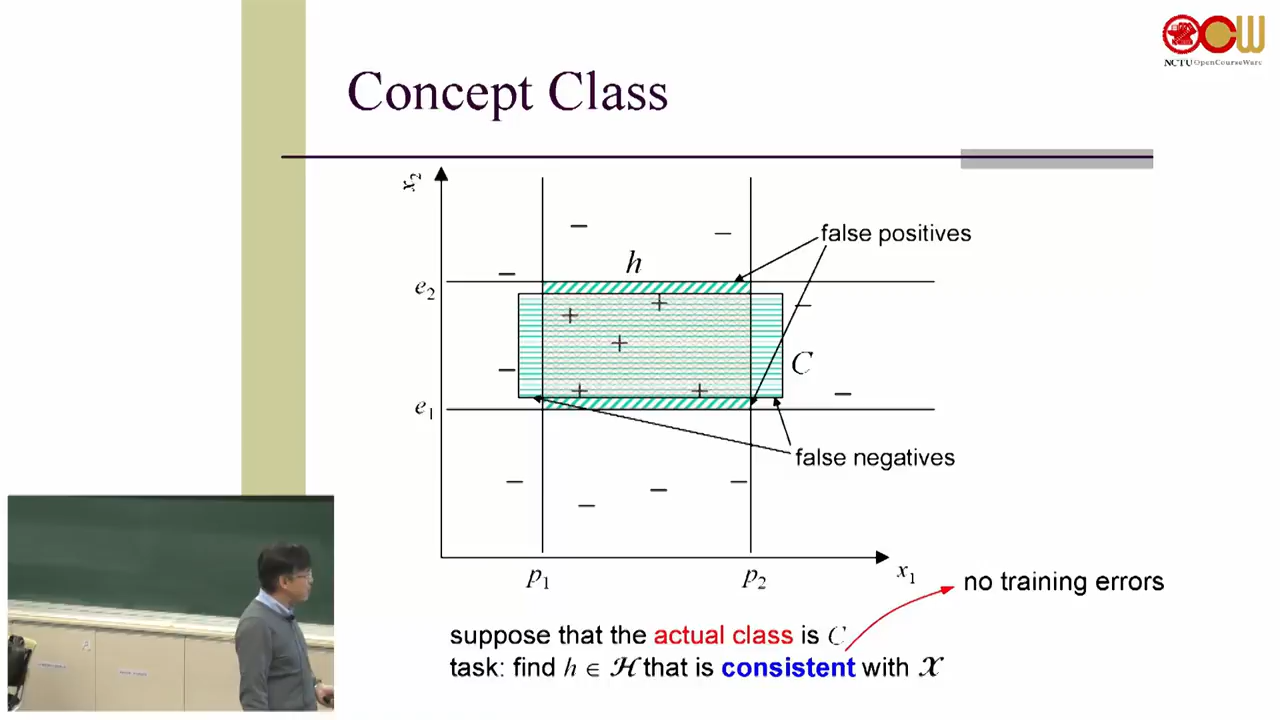 NCTU OpenCourseWare
Concept Class
x₂
false positives
h
e₂
C
e₁
false negatives
p₁
p₂
x₁
no training errors
suppose that the actual class is C
task: find h ∈ ℋ that is consistent with 𝒳